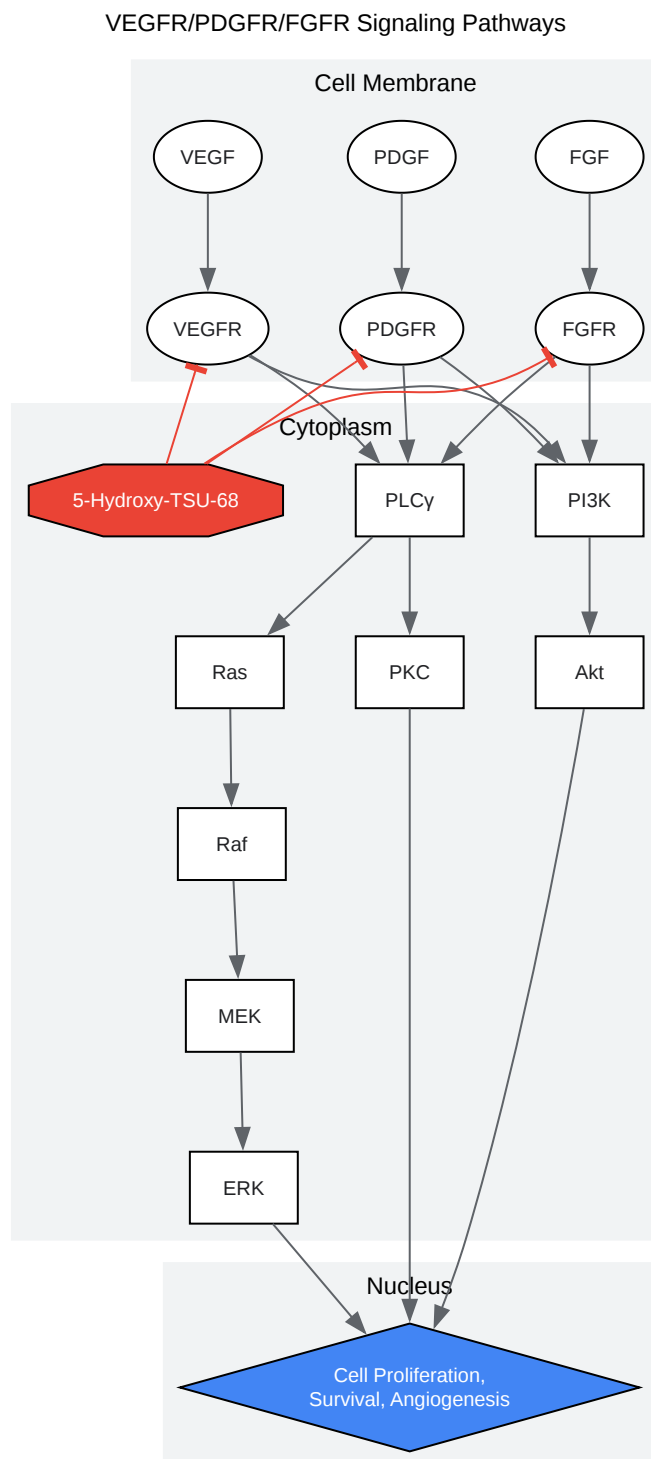 VEGFR/PDGFR/FGFR Signaling Pathways
Cell Membrane
VEGF
PDGF
FGF
VEGFR
PDGFR
FGFR
Cytoplasm
5-Hydroxy-TSU-68
PLCγ
PI3K
Ras
PKC
Akt
Raf
MEK
ERK
Nucleus
Cell Proliferation,
Survival, Angiogenesis